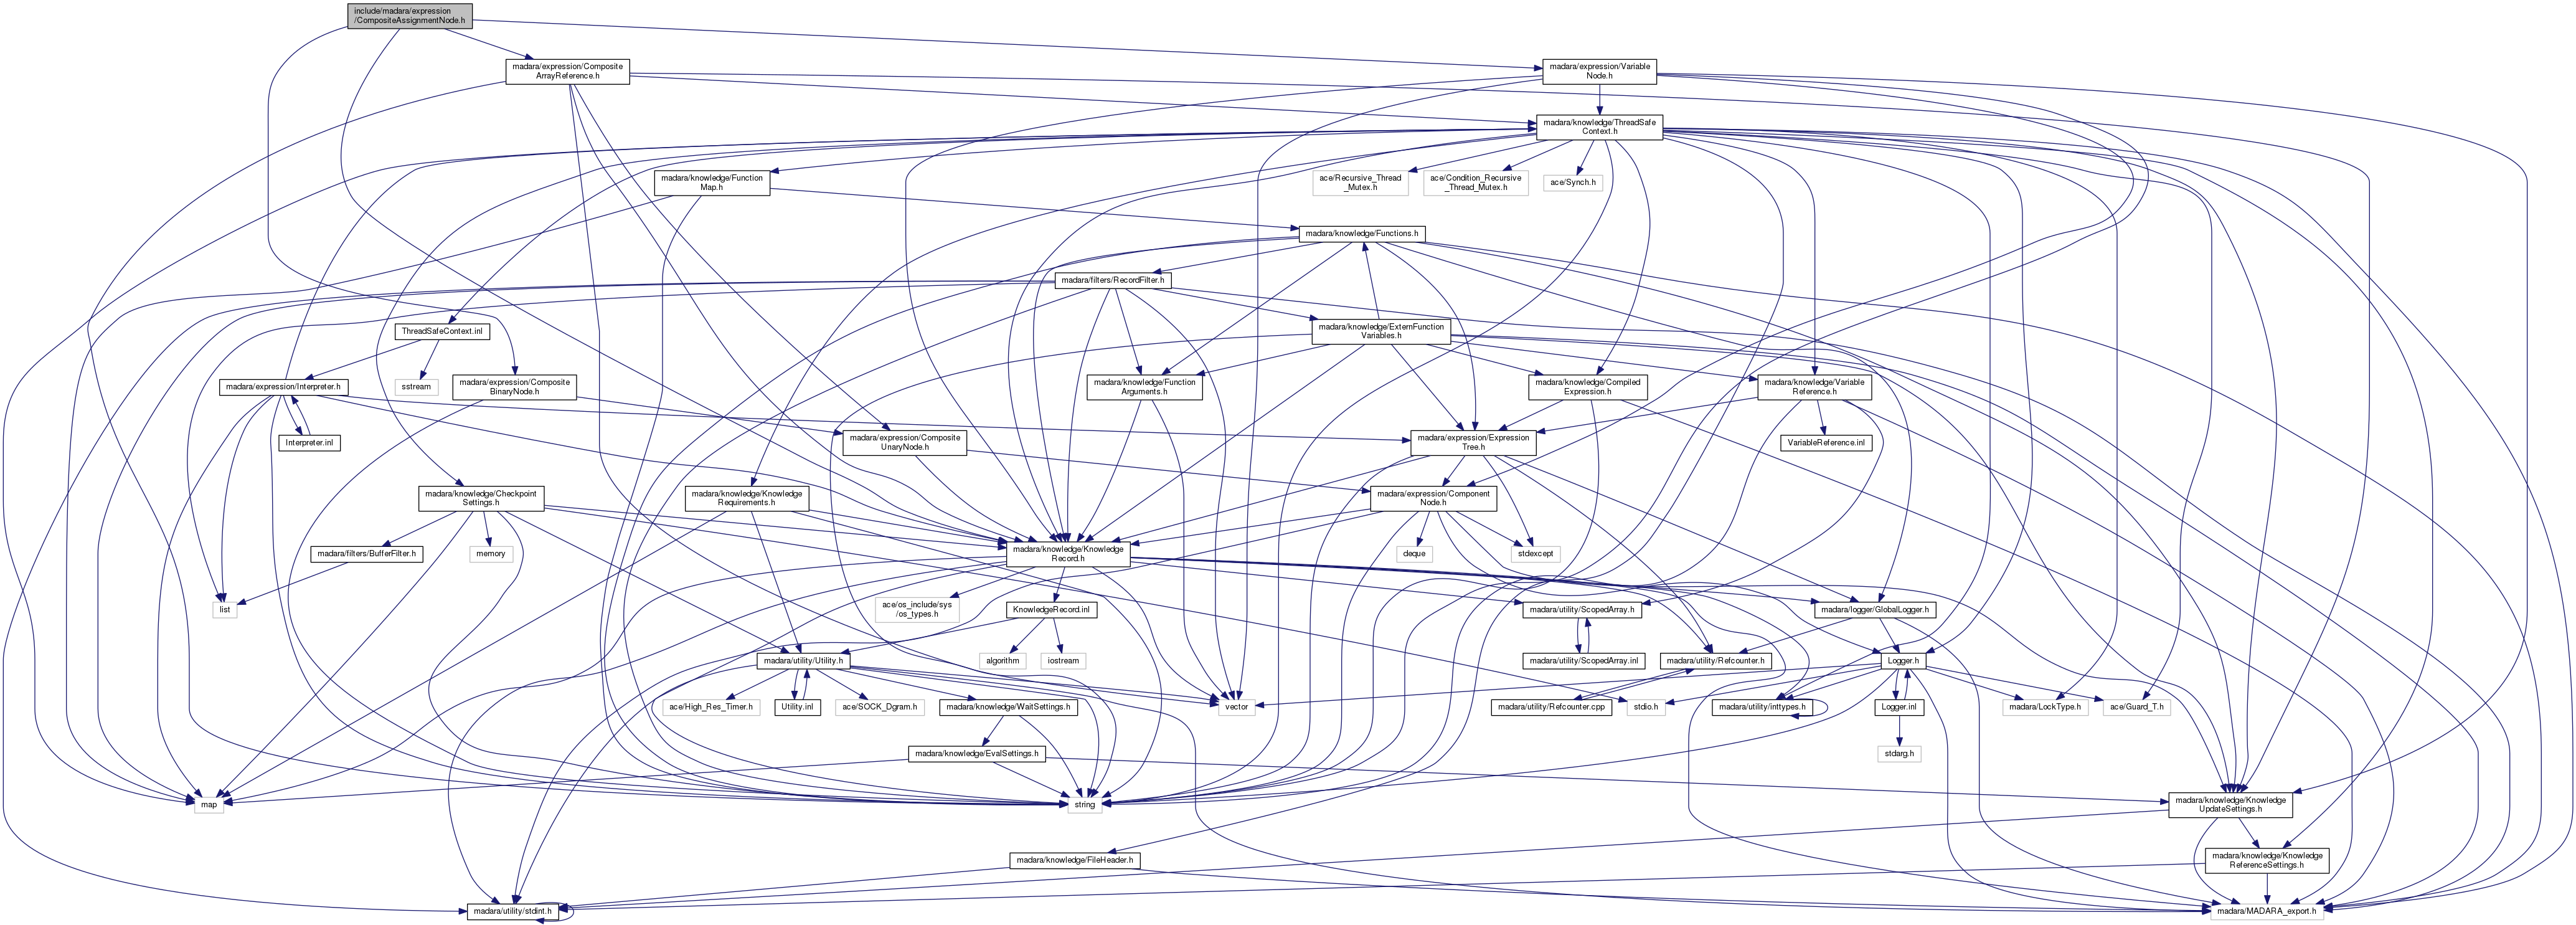 include/madara/expression
/CompositeAssignmentNode.h
madara/expression/Composite
ArrayReference.h
madara/expression/Variable
Node.h
madara/knowledge/ThreadSafe
Context.h
madara/knowledge/Function
Map.h
ace/Recursive_Thread
_Mutex.h
ace/Condition_Recursive
_Thread_Mutex.h
ace/Synch.h
madara/knowledge/Functions.h
madara/filters/RecordFilter.h
ThreadSafeContext.inl
madara/knowledge/ExternFunction
Variables.h
madara/expression/Interpreter.h
sstream
madara/expression/Composite
BinaryNode.h
madara/knowledge/Function
Arguments.h
madara/knowledge/Compiled
Expression.h
madara/knowledge/Variable
Reference.h
Interpreter.inl
madara/expression/Composite
UnaryNode.h
madara/expression/Expression
Tree.h
VariableReference.inl
madara/knowledge/Checkpoint
Settings.h
madara/knowledge/Knowledge
Requirements.h
madara/expression/Component
Node.h
madara/filters/BufferFilter.h
memory
madara/knowledge/Knowledge
Record.h
deque
stdexcept
list
ace/os_include/sys
/os_types.h
KnowledgeRecord.inl
madara/utility/ScopedArray.h
madara/logger/GlobalLogger.h
madara/utility/Utility.h
algorithm
iostream
madara/utility/ScopedArray.inl
madara/utility/Refcounter.h
Logger.h
ace/High_Res_Timer.h
Utility.inl
ace/SOCK_Dgram.h
madara/knowledge/WaitSettings.h
vector
madara/utility/Refcounter.cpp
stdio.h
madara/utility/inttypes.h
Logger.inl
madara/LockType.h
ace/Guard_T.h
madara/knowledge/EvalSettings.h
stdarg.h
map
string
madara/knowledge/Knowledge
UpdateSettings.h
madara/knowledge/FileHeader.h
madara/knowledge/Knowledge
ReferenceSettings.h
madara/utility/stdint.h
madara/MADARA_export.h